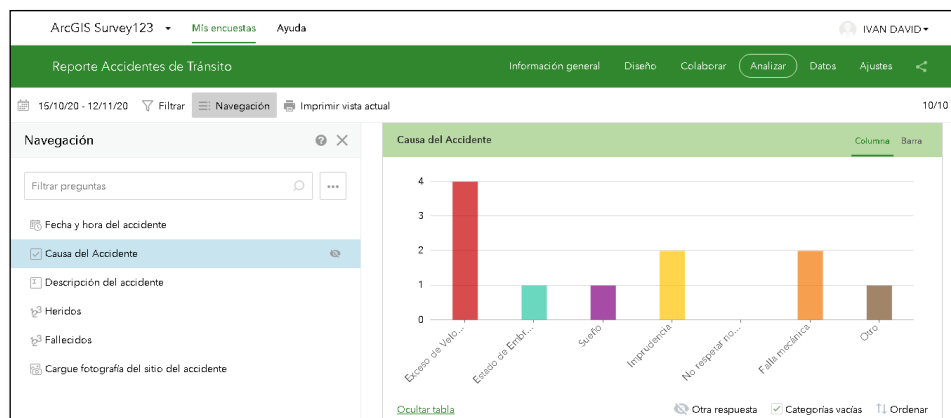 ArcGIS Survey123 Mis encuestas Ayuda IVAN DAVID
Reporte Accidentes de Tránsito Información general Diseño Colaborar Analizar Datos Ajustes
15/10/20 - 12/11/20 Filtrar Navegación Imprimir vista actual 10/10
Navegación
Filtrar preguntas
Fecha y hora del accidente
Causa del Accidente
Descripción del accidente
Heridos
Fallecidos
Cargue fotografía del sitio del accidente
Causa del Accidente Columna Barra
4
3
2
1
0
Exceso de Velo...
Estado de Embr...
Sueño
Imprudencia
No respetar no...
Falla mecánica
Otro
Ocultar tabla Otra respuesta Categorías vacías Ordenar